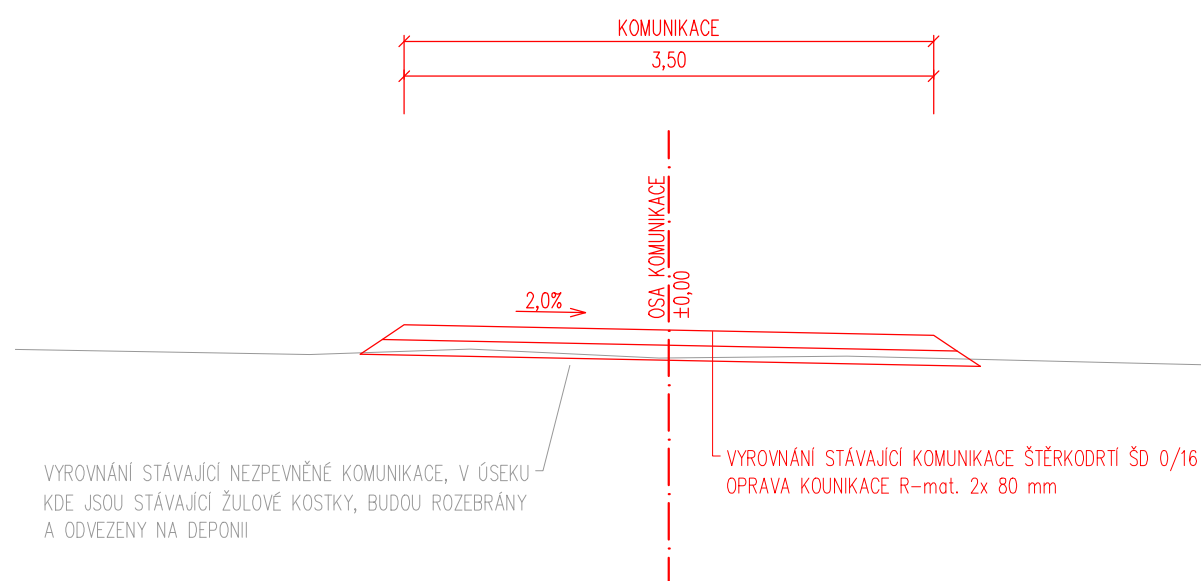 KOMUNIKACE
3,50
OSA KOMUNIKACE
±0,00
2,0%
VYROVNÁNÍ STÁVAJÍCÍ KOMUNIKACE ŠTĚRKODRTÍ ŠD 0/16
OPRAVA KOUNIKACE R-mat. 2x 80 mm
VYROVNÁNÍ STÁVAJÍCÍ NEZPEVNĚNÉ KOMUNIKACE, V ÚSEKU
KDE JSOU STÁVAJÍCÍ ŽULOVÉ KOSTKY, BUDOU ROZEBRÁNY
A ODVEZENY NA DEPONII